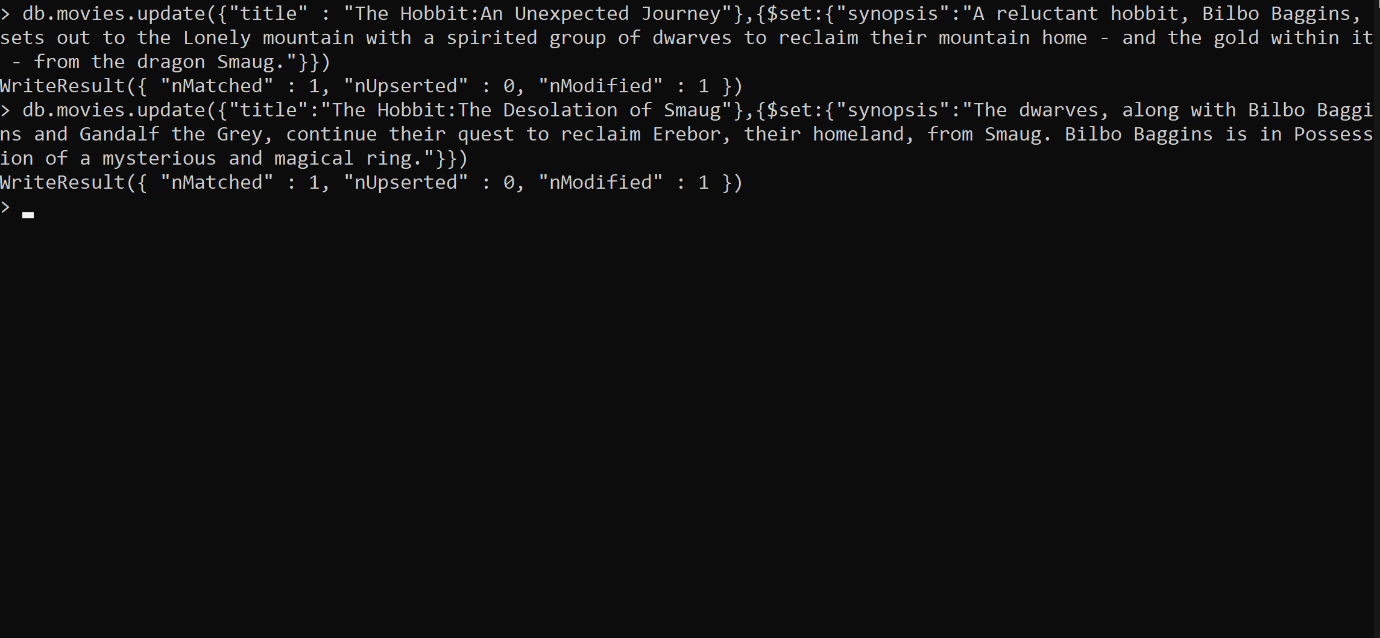 > db.movies.update({"title" : "The Hobbit:An Unexpected Journey"},{$set:{"synopsis":"A reluctant hobbit, Bilbo Baggins,
sets out to the Lonely mountain with a spirited group of dwarves to reclaim their mountain home - and the gold within it
 - from the dragon Smaug."}})
WriteResult({ "nMatched" : 1, "nUpserted" : 0, "nModified" : 1 })
> db.movies.update({"title":"The Hobbit:The Desolation of Smaug"},{$set:{"synopsis":"The dwarves, along with Bilbo Baggi
ns and Gandalf the Grey, continue their quest to reclaim Erebor, their homeland, from Smaug. Bilbo Baggins is in Possess
ion of a mysterious and magical ring."}})
WriteResult({ "nMatched" : 1, "nUpserted" : 0, "nModified" : 1 })
>